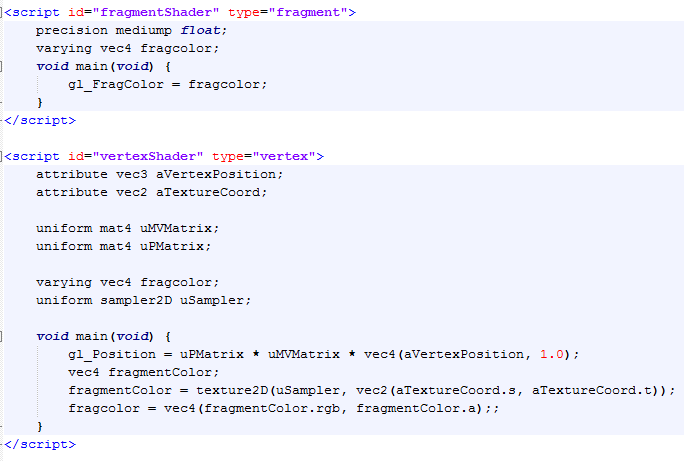 <script id="fragmentShader" type="fragment">
precision mediump float;
varying vec4 fragcolor;
void main(void) {
gl_FragColor = fragcolor;
}
</script>
<script id="vertexShader" type="vertex">
attribute vec3 aVertexPosition;
attribute vec2 aTextureCoord;
uniform mat4 uMVMatrix;
uniform mat4 uPMatrix;
varying vec4 fragcolor;
uniform sampler2D uSampler;
void main(void) {
gl_Position = uPMatrix * uMVMatrix * vec4(aVertexPosition, 1.0);
vec4 fragmentColor;
fragmentColor = texture2D(uSampler, vec2(aTextureCoord.s, aTextureCoord.t));
fragcolor = vec4(fragmentColor.rgb, fragmentColor.a);;
}
</script>